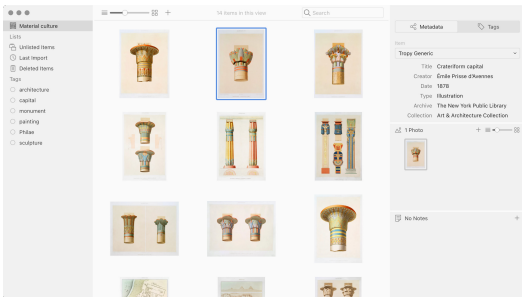 Material culture
Lists
Unlisted Items
Last Import
Deleted Items
Tags
architecture
capital
monument
painting
Philae
sculpture
14 items in this view
Search
Metadata
Tags
Tropy Generic
Title Crateriform capital
Creator Émile Prisse d'Avennes
Date 1878
Type Illustration
Archive The New York Public Library
Collection Art & Architecture Collection
1 Photo
No Notes